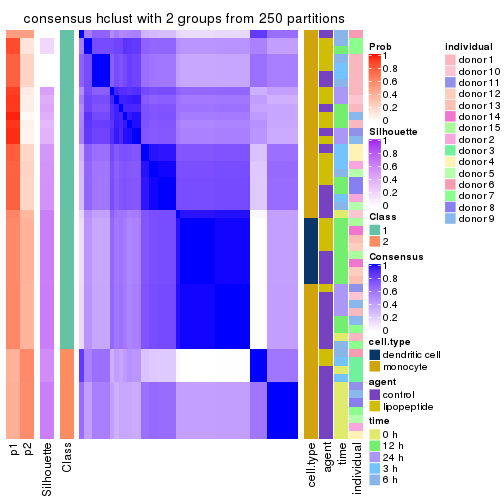 consensus hclust with 2 groups from 250 partitions
p1
p2
Silhouette
Class
cell.type
agent
time
individual
Prob
1
0.8
0.6
0.4
0.2
0
Silhouette
1
0.8
0.6
0.4
0.2
0
Class
1
2
Consensus
1
0.8
0.6
0.4
0.2
0
cell.type
dendritic cell
monocyte
agent
control
lipopeptide
time
0 h
12 h
24 h
3 h
6 h
individual
donor 1
donor 10
donor 11
donor 12
donor 13
donor 14
donor 15
donor 2
donor 3
donor 4
donor 5
donor 6
donor 7
donor 8
donor 9